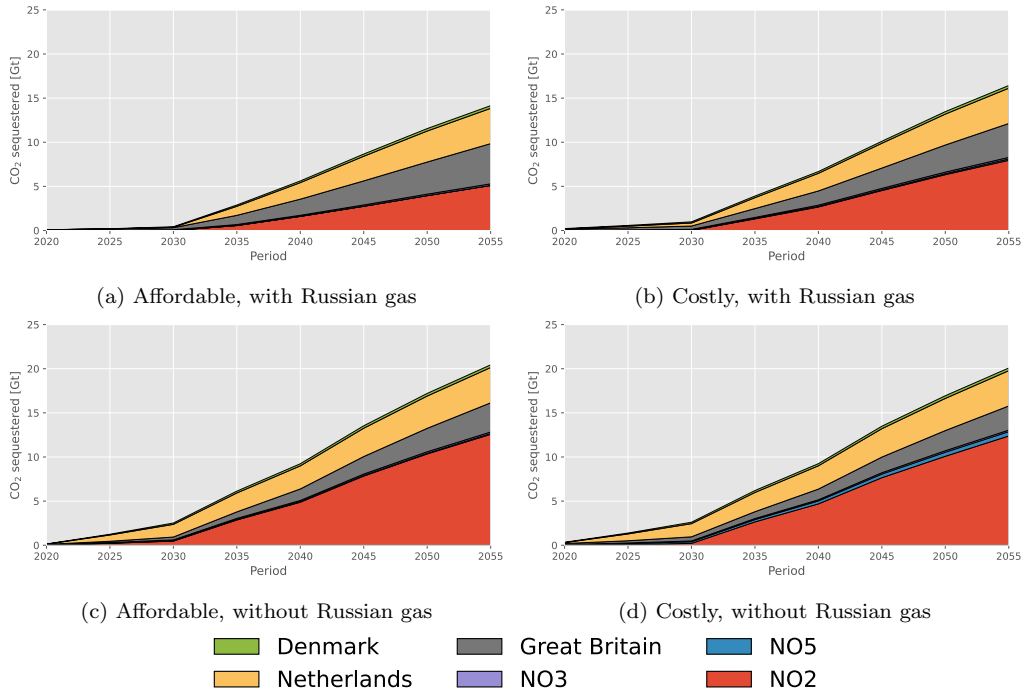 25
20
15
10
5
0
CO₂ sequestered [Gt]
2020 2025 2030 2035 2040 2045 2050 2055
Period
(a) Affordable, with Russian gas
25
20
15
10
5
0
CO₂ sequestered [Gt]
2020 2025 2030 2035 2040 2045 2050 2055
Period
(b) Costly, with Russian gas
25
20
15
10
5
0
CO₂ sequestered [Gt]
2020 2025 2030 2035 2040 2045 2050 2055
Period
(c) Affordable, without Russian gas
25
20
15
10
5
0
CO₂ sequestered [Gt]
2020 2025 2030 2035 2040 2045 2050 2055
Period
(d) Costly, without Russian gas
Denmark Great Britain NO5
Netherlands NO3 NO2